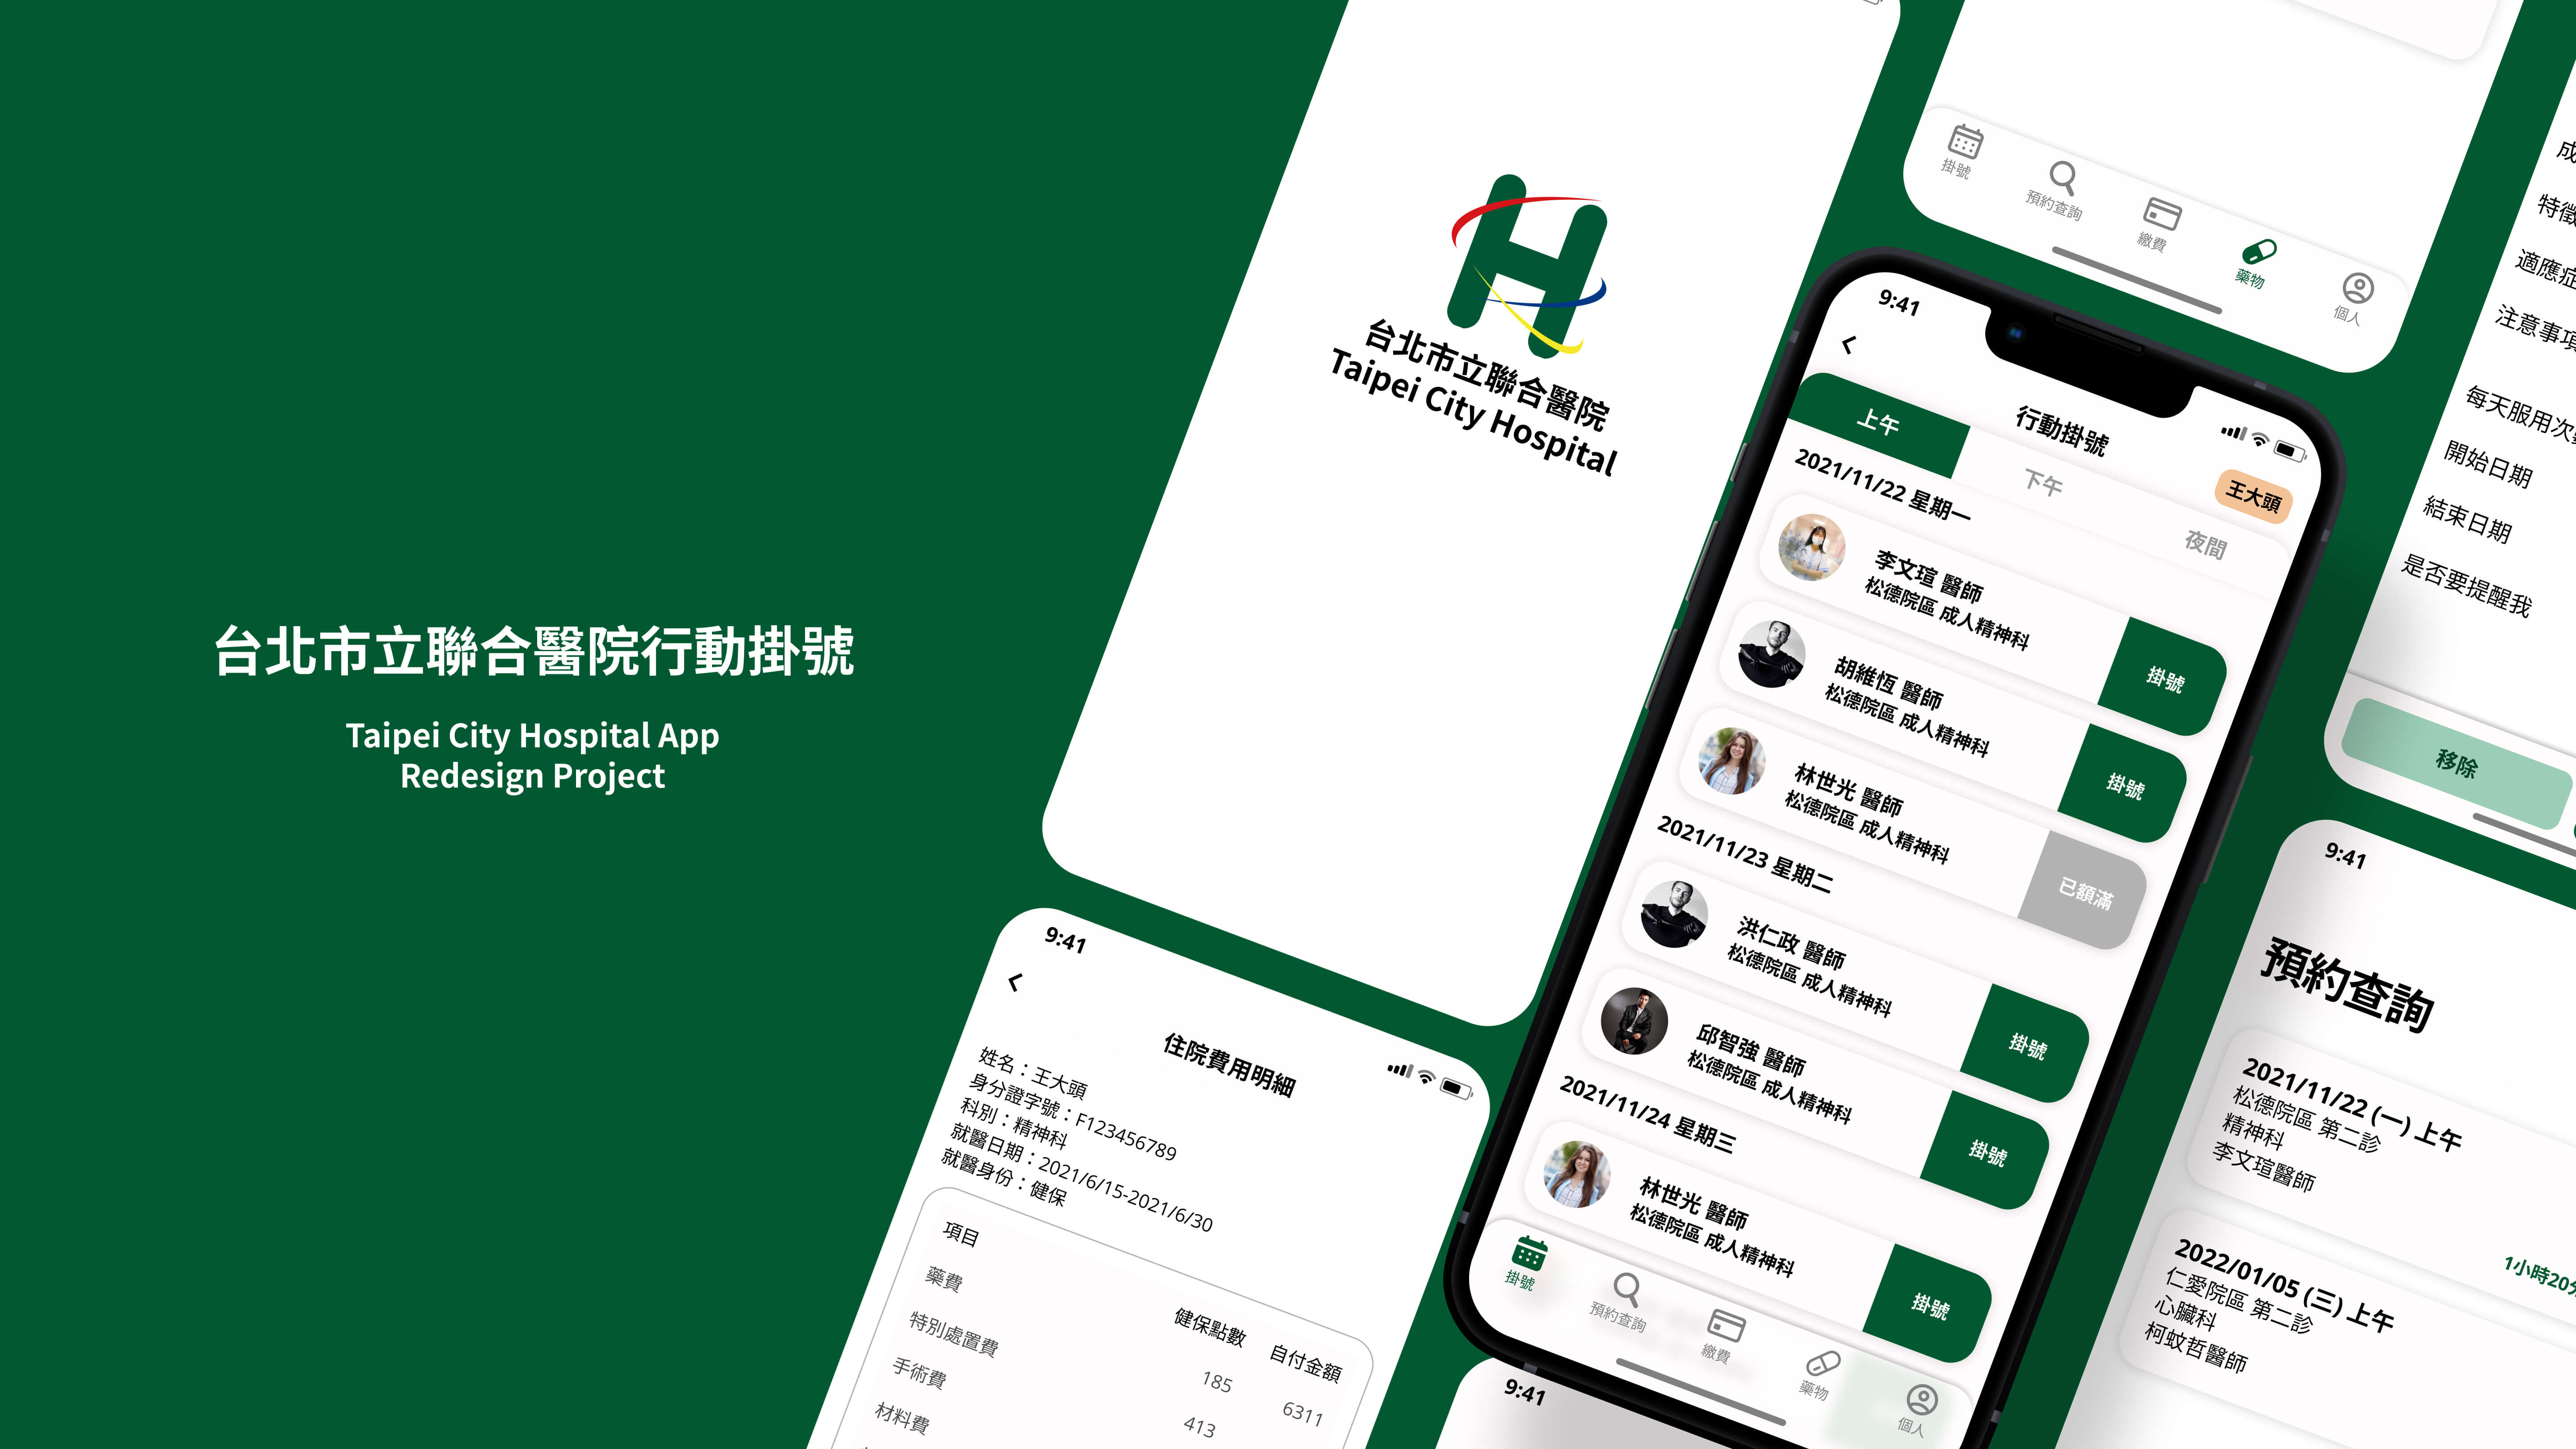 台北市立聯合醫院行動掛號
Taipei City Hospital App
Redesign Project
台北市立聯合醫院
Taipei City Hospital
9:41
住院費用明細
姓名：王大頭
身分證字號：F123456789
科別：精神科
就醫日期：2021/6/15-2021/6/30
就醫身份：健保
項目
健保點數
自付金額
藥費
185
6311
特別處置費
413
手術費
材料費
掛號
預約查詢
繳費
藥物
個人
9:41
行動掛號
王大頭
上午
下午
夜間
2021/11/22 星期一
李文瑄 醫師
松德院區 成人精神科
掛號
胡維恆 醫師
松德院區 成人精神科
掛號
林世光 醫師
松德院區 成人精神科
已額滿
2021/11/23 星期二
洪仁政 醫師
松德院區 成人精神科
掛號
邱智強 醫師
松德院區 成人精神科
掛號
2021/11/24 星期三
林世光 醫師
松德院區 成人精神科
掛號
掛號
預約查詢
繳費
藥物
個人
9:41
特徵
適應症
注意事項
每天服用次
開始日期
結束日期
是否要提醒我
移除
9:41
預約查詢
2021/11/22 (一) 上午
松德院區 第二診
精神科
李文瑄醫師
1小時20分
2022/01/05 (三) 上午
仁愛院區 第二診
心臟科
柯蚊哲醫師